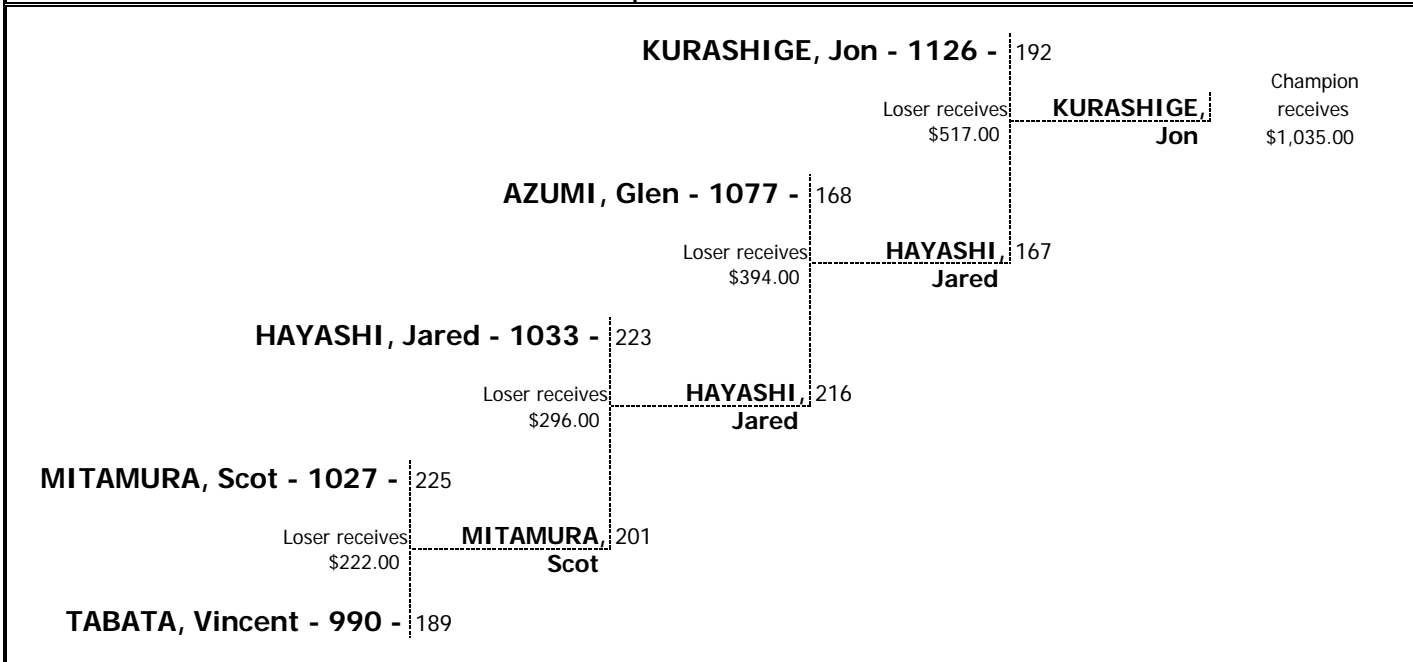 KURASHIGE, Jon - 1126 - 192
Champion
Loser receives KURASHIGE, receives
$517.00 Jon $1,035.00
AZUMI, Glen - 1077 - 168
Loser receives HAYASHI, 167
$394.00 Jared
HAYASHI, Jared - 1033 - 223
Loser receives HAYASHI, 216
$296.00 Jared
MITAMURA, Scot - 1027 - 225
Loser receives MITAMURA, 201
$222.00 Scot
TABATA, Vincent - 990 - 189